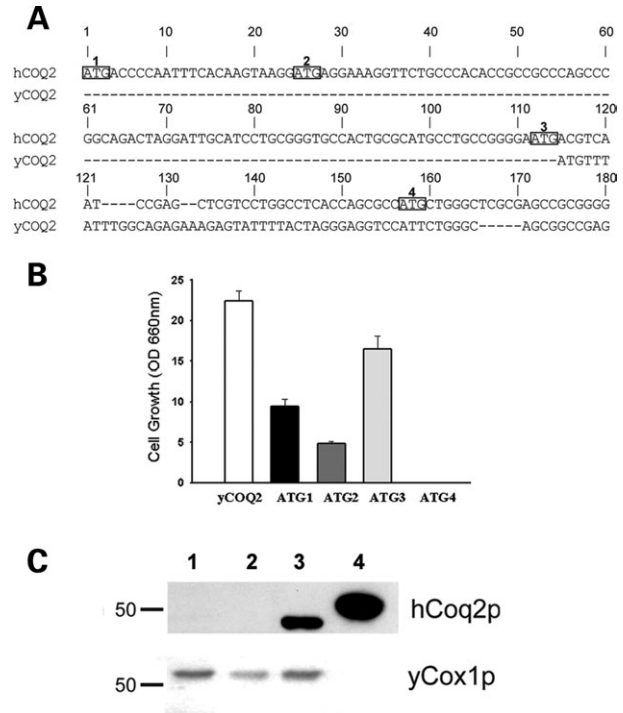 A
1 10 20 30 40 50 60
1 2
hCOQ2 ATGACCCCAATTTCACAAGTAAGGATGAGGAAAGGTTCTGCCCACACCGCCGCCCAGCCC
yCOQ2 ------------------------------------------------------------
61 70 80 90 100 110 120
3
hCOQ2 GGCAGACTAGGATTGCATCCTGCGGGTGCCACTGCGCATGCCTGCCGGGGAATGACGTCA
yCOQ2 ------------------------------------------------------ATGTTT
121 130 140 150 160 170 180
4
hCOQ2 AT----CCGAG--CTCGTCCTGGCCTCACCAGCGCCATGCTGGGCTCGCGAGCCGCGGGG
yCOQ2 ATTTGGCAGAGAAAGAGTATTTTACTAGGGAGGTCCATTCTGGGC-----AGCGGCCGAG
B
Cell Growth (OD 660nm)
25
20
15
10
5
0
yCOQ2 ATG1 ATG2 ATG3 ATG4
C
1 2 3 4
50 hCoq2p
50 yCox1p